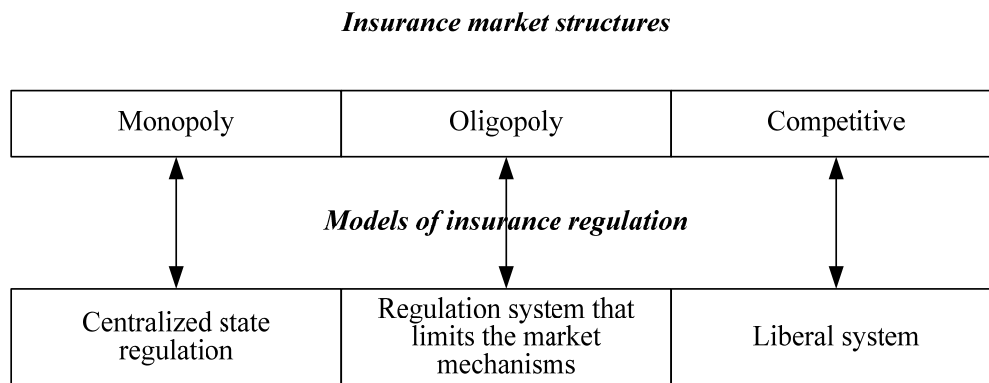 Insurance market structures
Monopoly
Oligopoly
Competitive
Models of insurance regulation
Centralized state
regulation
Regulation system that
limits the market
mechanisms
Liberal system